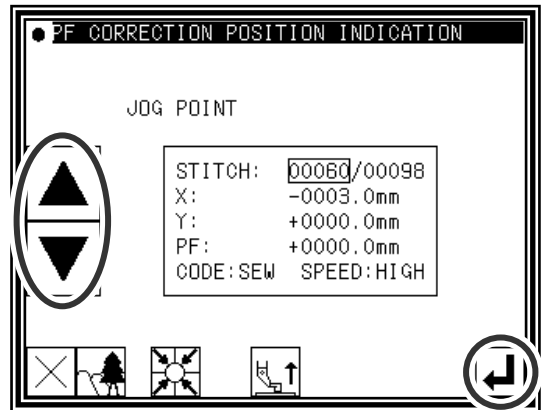 PF CORRECTION POSITION INDICATION
JOG POINT
STITCH: 00060/00098
X: -0003.0mm
Y: +0000.0mm
PF: +0000.0mm
CODE:SEW SPEED:HIGH